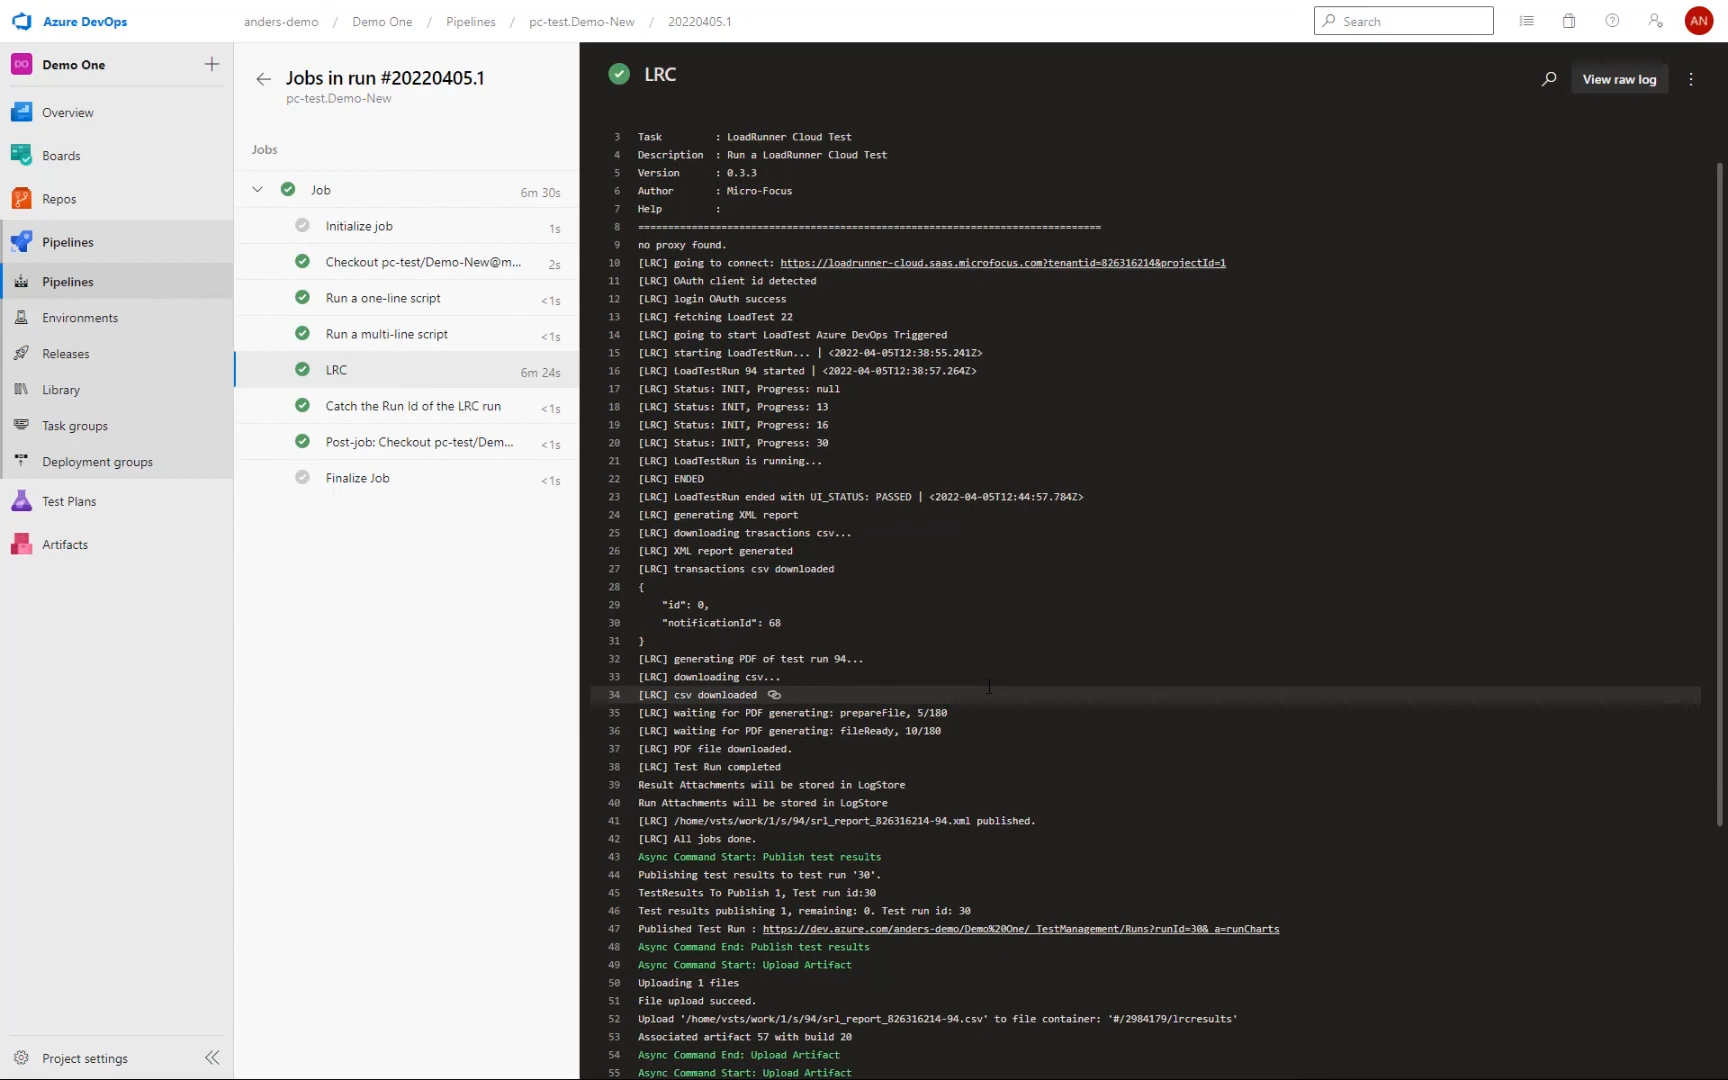 Azure DevOps
anders-demo / Demo One / Pipelines / pc-test.Demo-New / 20220405.1
Search
AN
DO Demo One
Overview
Boards
Repos
Pipelines
Pipelines
Environments
Releases
Library
Task groups
Deployment groups
Test Plans
Artifacts
Project settings
Jobs in run #20220405.1
pc-test.Demo-New
Jobs
Job 6m 30s
Initialize job 1s
Checkout pc-test/Demo-New@m... 2s
Run a one-line script <1s
Run a multi-line script <1s
LRC 6m 24s
Catch the Run Id of the LRC run <1s
Post-job: Checkout pc-test/Dem... <1s
Finalize Job <1s
LRC
View raw log
3 Task : LoadRunner Cloud Test
4 Description : Run a LoadRunner Cloud Test
5 Version : 0.3.3
6 Author : Micro-Focus
7 Help :
8 ==============================================================================
9 no proxy found.
10 [LRC] going to connect: https://loadrunner-cloud.saas.microfocus.com?tenantid=826316214&projectId=1
11 [LRC] OAuth client id detected
12 [LRC] login OAuth success
13 [LRC] fetching LoadTest 22
14 [LRC] going to start LoadTest Azure DevOps Triggered
15 [LRC] starting LoadTestRun... | <2022-04-05T12:38:55.241Z>
16 [LRC] LoadTestRun 94 started | <2022-04-05T12:38:57.264Z>
17 [LRC] Status: INIT, Progress: null
18 [LRC] Status: INIT, Progress: 13
19 [LRC] Status: INIT, Progress: 16
20 [LRC] Status: INIT, Progress: 30
21 [LRC] LoadTestRun is running...
22 [LRC] ENDED
23 [LRC] LoadTestRun ended with UI_STATUS: PASSED | <2022-04-05T12:44:57.784Z>
24 [LRC] generating XML report
25 [LRC] downloading trasactions csv...
26 [LRC] XML report generated
27 [LRC] transactions csv downloaded
28 {
29 "id": 0,
30 "notificationId": 68
31 }
32 [LRC] generating PDF of test run 94...
33 [LRC] downloading csv...
34 [LRC] csv downloaded
35 [LRC] waiting for PDF generating: prepareFile, 5/180
36 [LRC] waiting for PDF generating: fileReady, 10/180
37 [LRC] PDF file downloaded.
38 [LRC] Test Run completed
39 Result Attachments will be stored in LogStore
40 Run Attachments will be stored in LogStore
41 [LRC] /home/vsts/work/1/s/94/srl_report_826316214-94.xml published.
42 [LRC] All jobs done.
43 Async Command Start: Publish test results
44 Publishing test results to test run '30'.
45 TestResults To Publish 1, Test run id:30
46 Test results publishing 1, remaining: 0. Test run id: 30
47 Published Test Run : https://dev.azure.com/anders-demo/Demo%20One/_TestManagement/Runs?runId=30&_a=runCharts
48 Async Command End: Publish test results
49 Async Command Start: Upload Artifact
50 Uploading 1 files
51 File upload succeed.
52 Upload '/home/vsts/work/1/s/94/srl_report_826316214-94.csv' to file container: '#/2984179/lrcresults'
53 Associated artifact 57 with build 20
54 Async Command End: Upload Artifact
55 Async Command Start: Upload Artifact